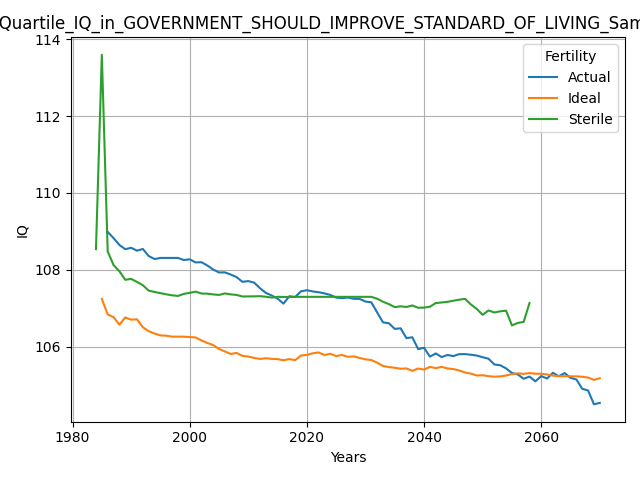 Quartile_IQ_in_GOVERNMENT_SHOULD_IMPROVE_STANDARD_OF_LIVING_Sam
114
112
110
108
106
IQ
Fertility
Actual
Ideal
Sterile
1980
2000
2020
2040
2060
Years